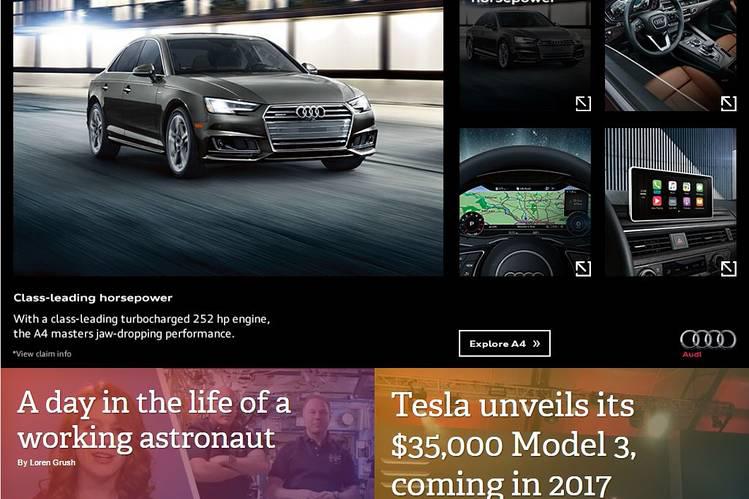 horsepower
Class-leading horsepower
With a class-leading turbocharged 252 hp engine,
the A4 masters jaw-dropping performance.
*View claim info
Explore A4 »
Audi
A day in the life of a
working astronaut
By Loren Grush
Tesla unveils its
$35,000 Model 3,
coming in 2017